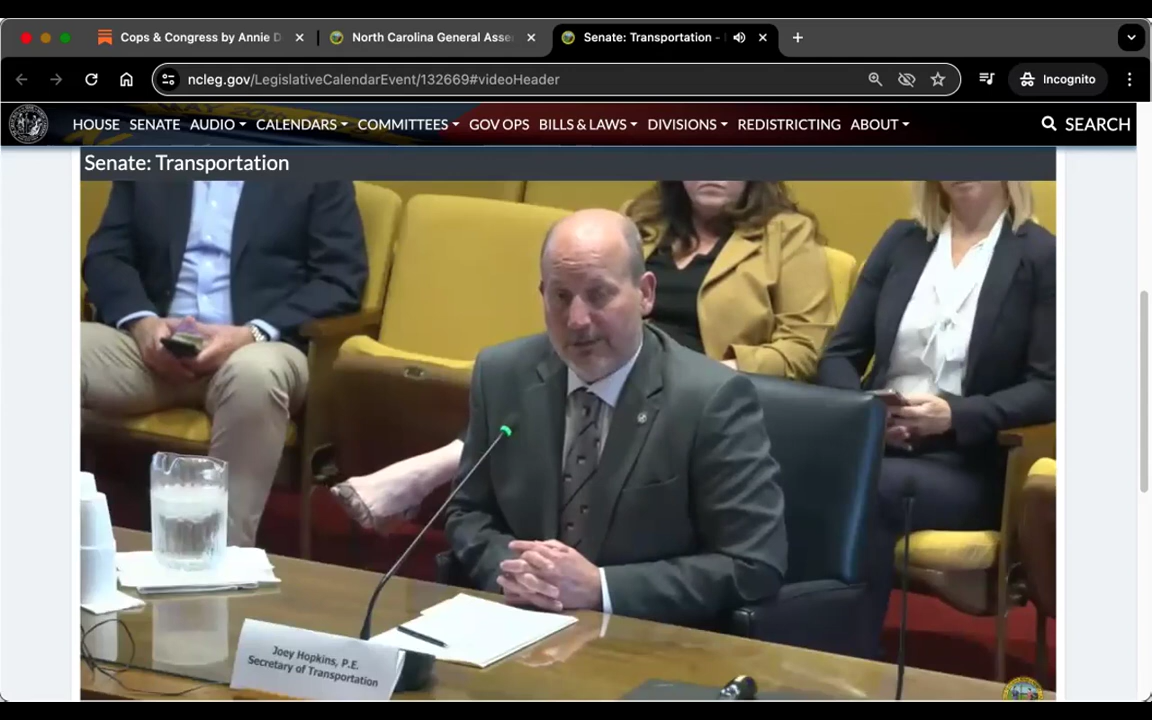 Cops & Congress by Annie D
North Carolina General Asse
Senate: Transportation -
ncleg.gov/LegislativeCalendarEvent/132669#videoHeader
Incognito
HOUSE SENATE AUDIO CALENDARS COMMITTEES GOV OPS BILLS & LAWS DIVISIONS REDISTRICTING ABOUT SEARCH
Senate: Transportation
Joey Hopkins, P.E.
Secretary of Transportation